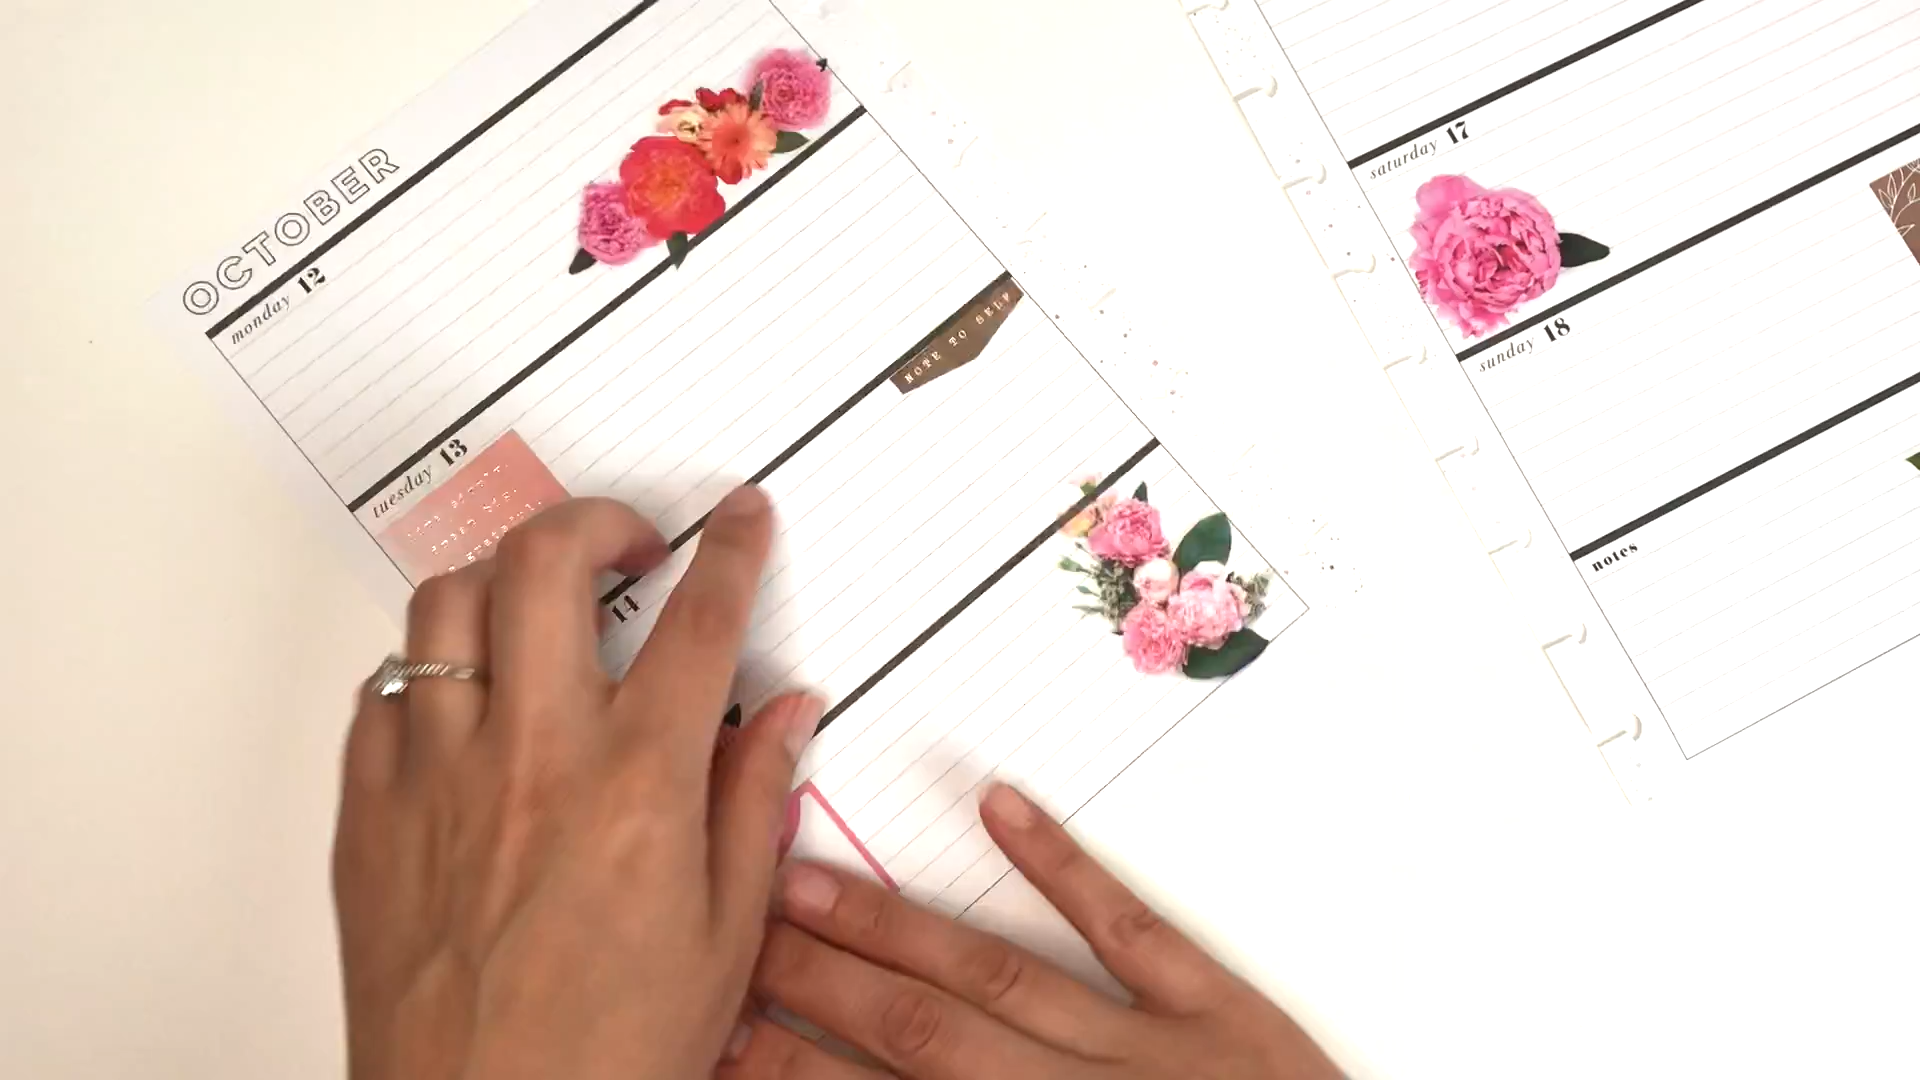 OCTOBER
monday 12
tuesday 13
14
NOTE TO SELF
saturday 17
sunday 18
notes